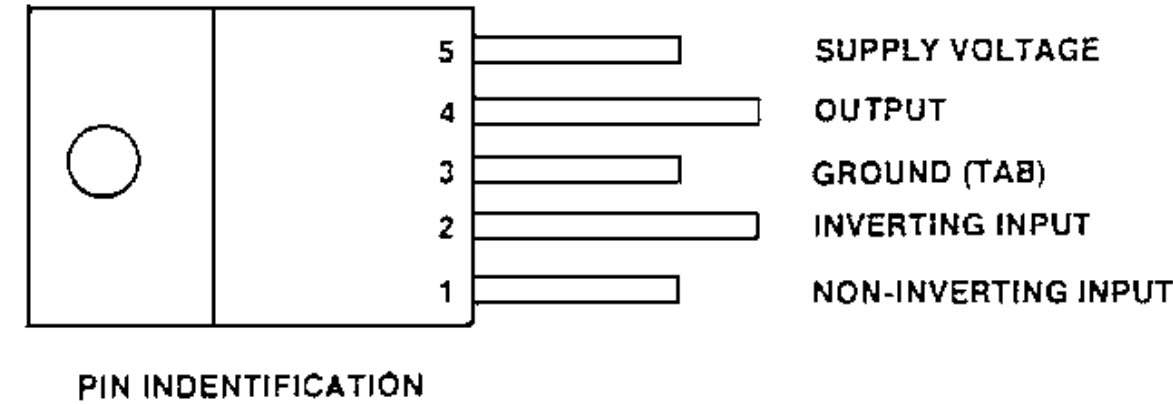 5 SUPPLY VOLTAGE
4 OUTPUT
3 GROUND (TAB)
2 INVERTING INPUT
1 NON-INVERTING INPUT
PIN INDENTIFICATION